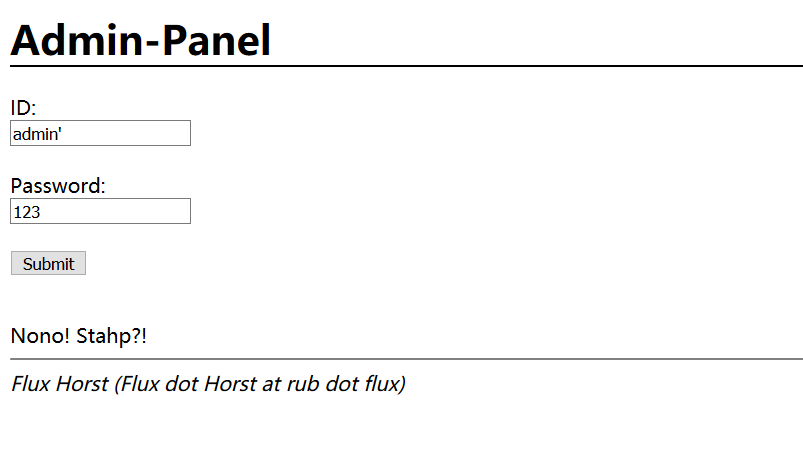 Admin-Panel
ID:
admin'
Password:
123
Submit
Nono! Stahp?!
Flux Horst (Flux dot Horst at rub dot flux)